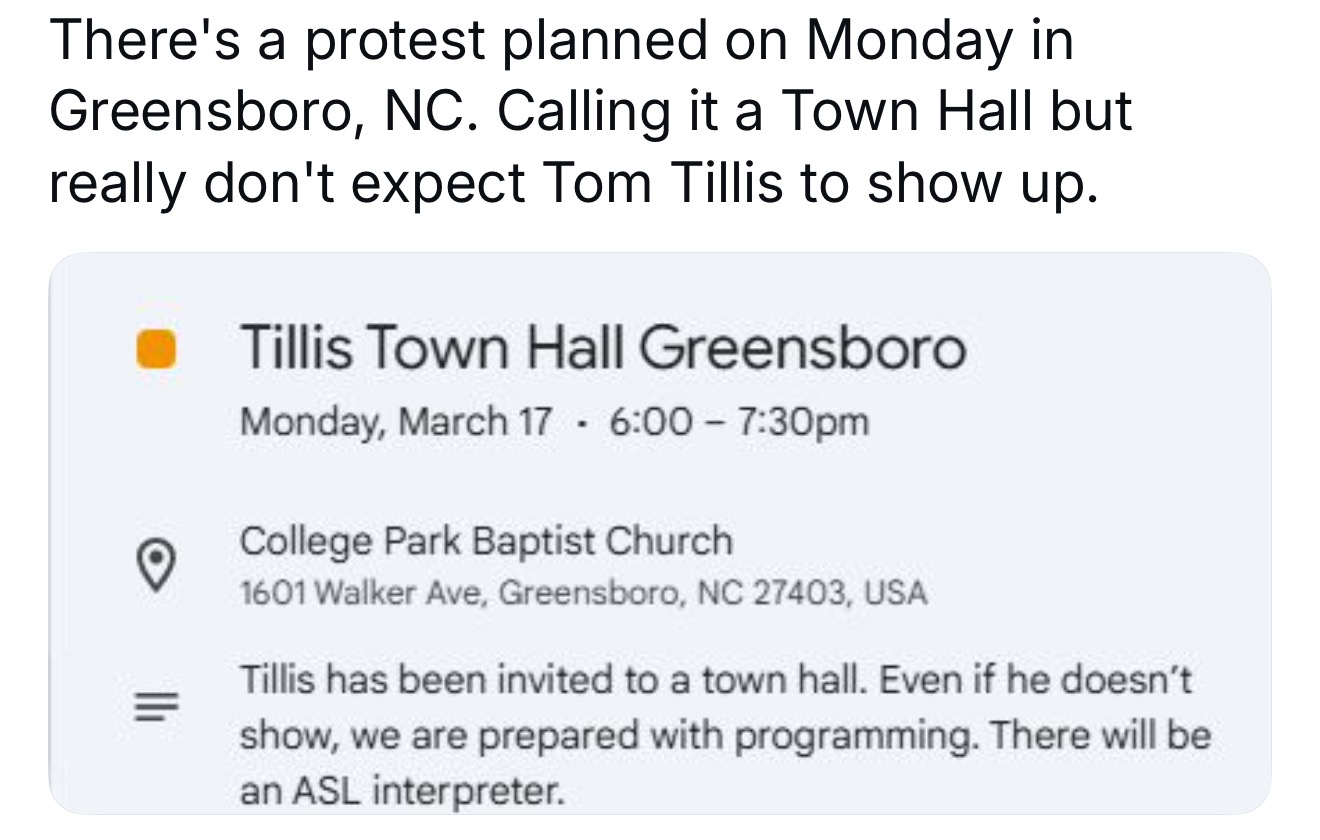 There's a protest planned on Monday in
Greensboro, NC. Calling it a Town Hall but
really don't expect Tom Tillis to show up.
Tillis Town Hall Greensboro
Monday, March 17 · 6:00 – 7:30pm
College Park Baptist Church
1601 Walker Ave, Greensboro, NC 27403, USA
Tillis has been invited to a town hall. Even if he doesn’t
show, we are prepared with programming. There will be
an ASL interpreter.